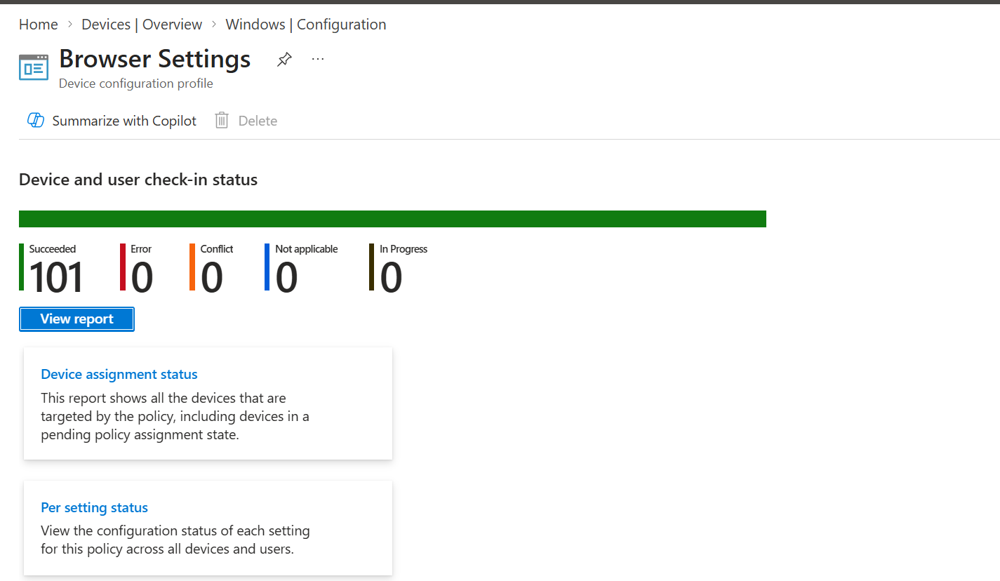 Home > Devices | Overview > Windows | Configuration
Browser Settings ...
Device configuration profile
Summarize with Copilot Delete
Device and user check-in status
Succeeded Error Conflict Not applicable In Progress
101 0 0 0 0
View report
Device assignment status
This report shows all the devices that are
targeted by the policy, including devices in a
pending policy assignment state.
Per setting status
View the configuration status of each setting
for this policy across all devices and users.